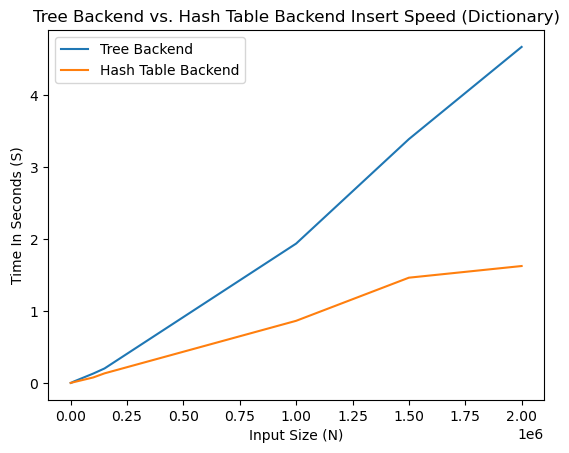 Tree Backend vs. Hash Table Backend Insert Speed (Dictionary)
Tree Backend
Hash Table Backend
Time In Seconds (S)
4
3
2
1
0
0.00 0.25 0.50 0.75 1.00 1.25 1.50 1.75 2.00
1e6
Input Size (N)